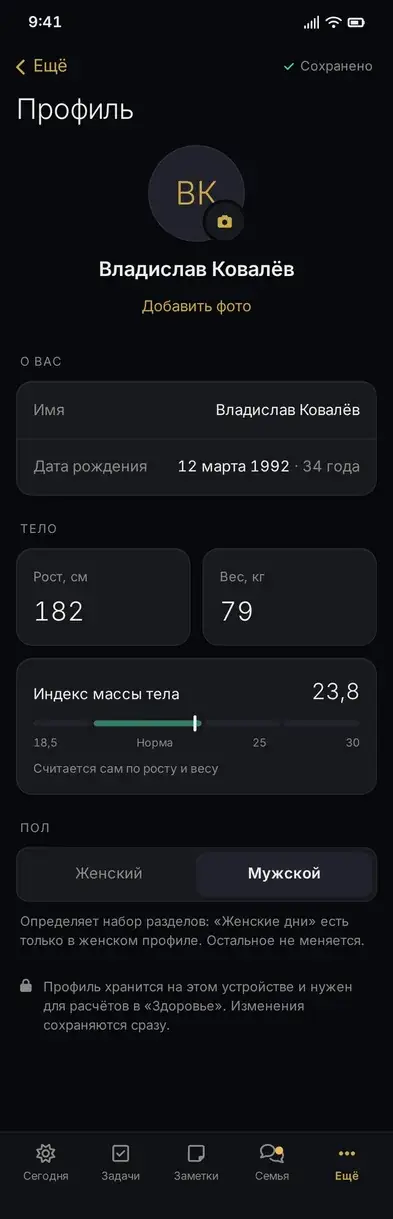 9:41
Ещё
Сохранено
Профиль
ВК
Владислав Ковалёв
Добавить фото
О ВАС
Имя Владислав Ковалёв
Дата рождения 12 марта 1992 · 34 года
ТЕЛО
Рост, см Вес, кг
182 79
Индекс массы тела 23,8
18,5 Норма 25 30
Считается сам по росту и весу
ПОЛ
Женский Мужской
Определяет набор разделов: «Женские дни» есть
только в женском профиле. Остальное не меняется.
Профиль хранится на этом устройстве и нужен
для расчётов в «Здоровье». Изменения
сохраняются сразу.
Сегодня Задачи Заметки Семья Ещё